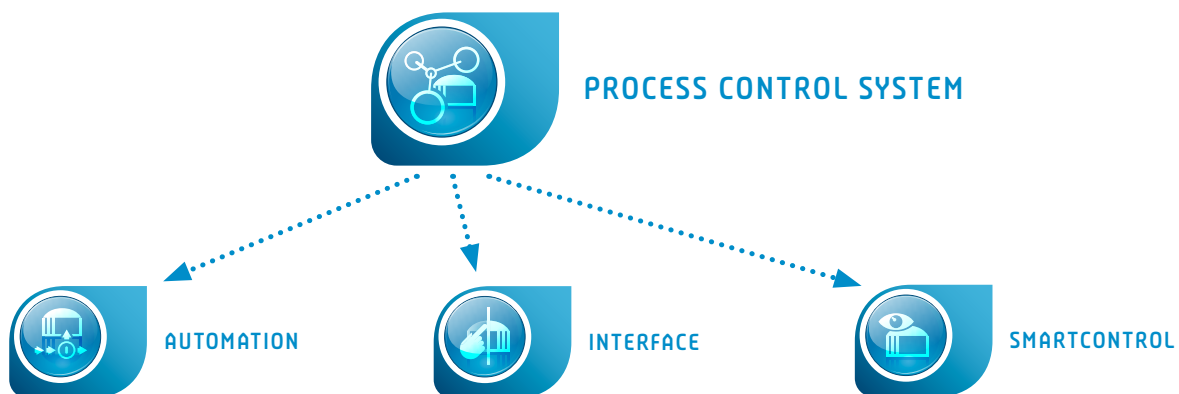 PROCESS CONTROL SYSTEM
AUTOMATION
INTERFACE
SMARTCONTROL